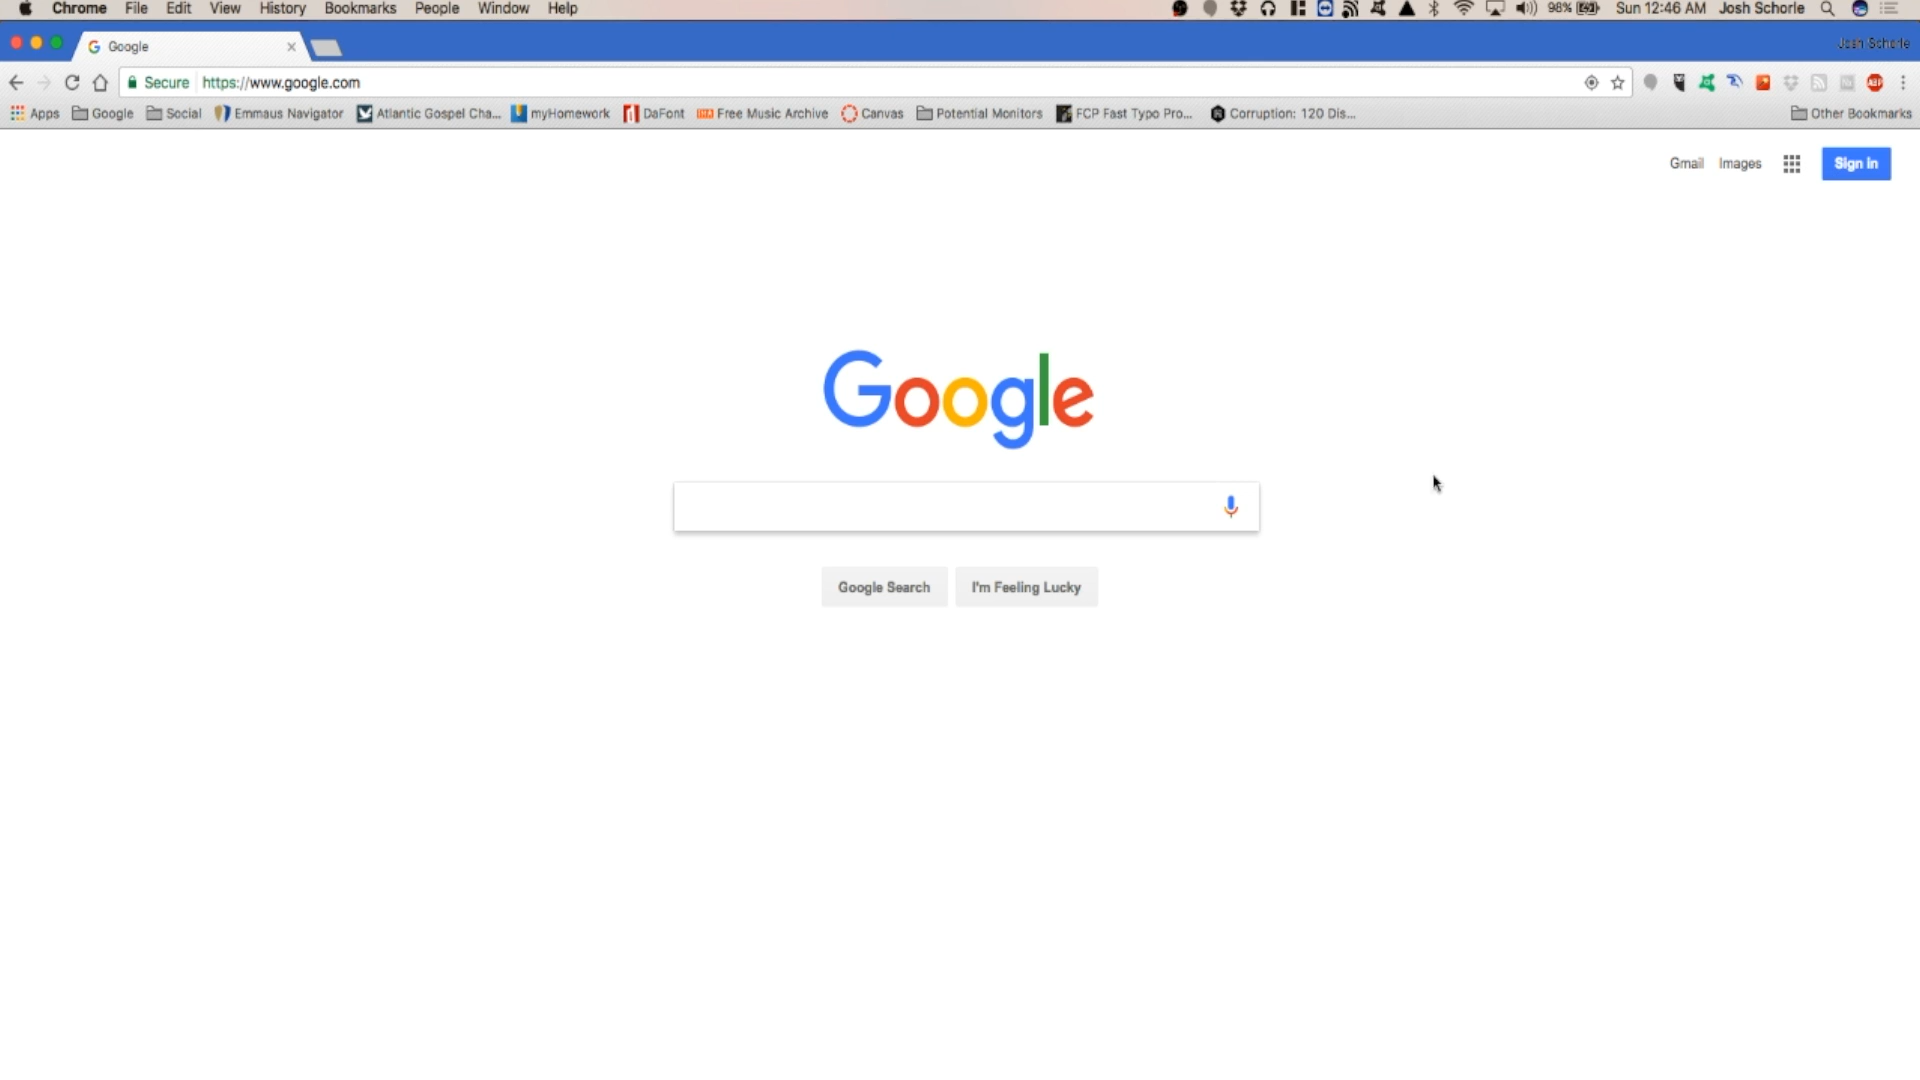 Chrome File Edit View History Bookmarks People Window Help 98% Sun 12:46 AM Josh Schorle
Google Josh Schorle
Secure https://www.google.com ABP
Apps Google Social Emmaus Navigator Atlantic Gospel Cha... myHomework DaFont Free Music Archive Canvas Potential Monitors FCP Fast Typo Pro... Corruption: 120 Dis... Other Bookmarks
Gmail Images Sign in
Google
Google Search I'm Feeling Lucky